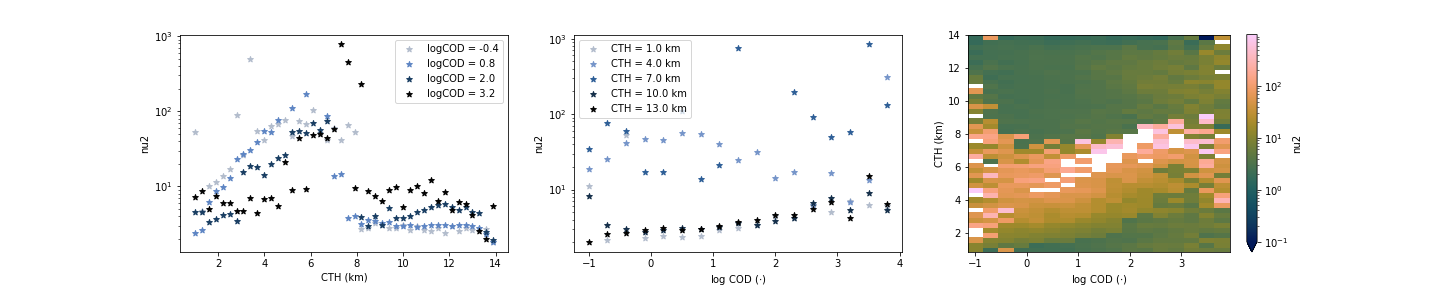 nu2
10³
10²
10¹
2
4
6
8
10
12
14
CTH (km)
logCOD = -0.4
logCOD = 0.8
logCOD = 2.0
logCOD = 3.2
nu2
10³
10²
10¹
−1
0
1
2
3
4
log COD (·)
CTH = 1.0 km
CTH = 4.0 km
CTH = 7.0 km
CTH = 10.0 km
CTH = 13.0 km
CTH (km)
14
12
10
8
6
4
2
−1
0
1
2
3
log COD (·)
10²
10¹
10⁰
10⁻¹
nu2